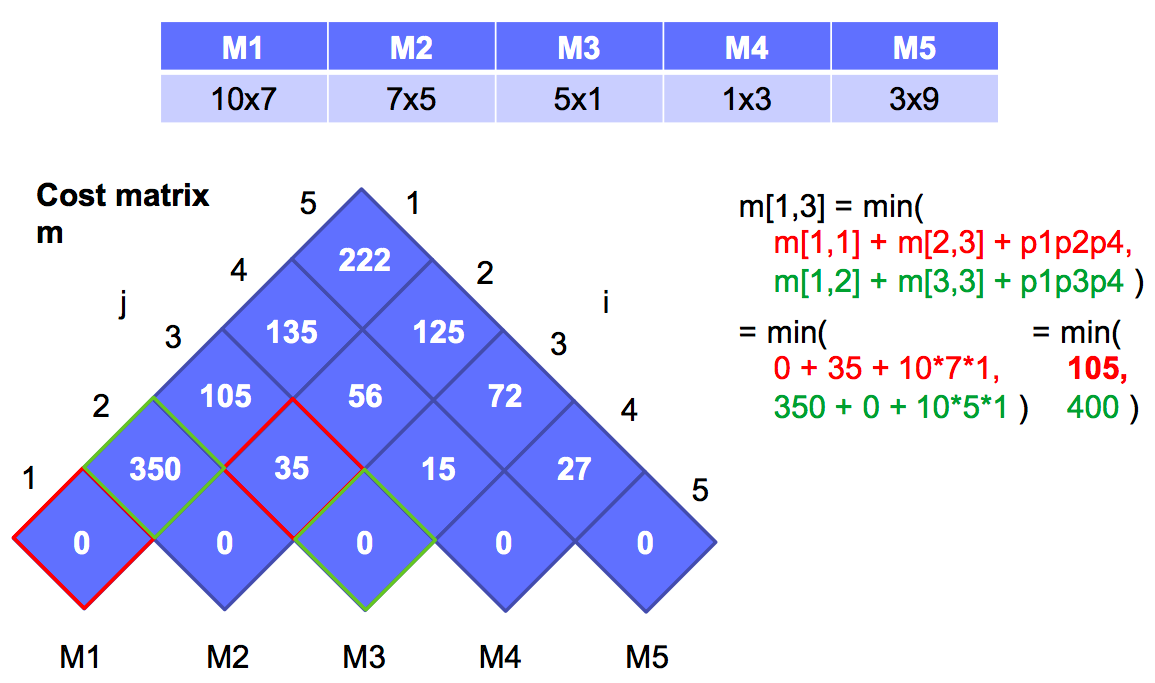 M1 M2 M3 M4 M5
10x7 7x5 5x1 1x3 3x9
Cost matrix
m
5 1
222
4 2
j i
135 125
3 3
105 56 72
2 4
350 35 15 27
1 5
0 0 0 0 0
M1 M2 M3 M4 M5
m[1,3] = min(
m[1,1] + m[2,3] + p1p2p4,
m[1,2] + m[3,3] + p1p3p4 )
= min( = min(
0 + 35 + 10*7*1, 105,
350 + 0 + 10*5*1 ) 400 )